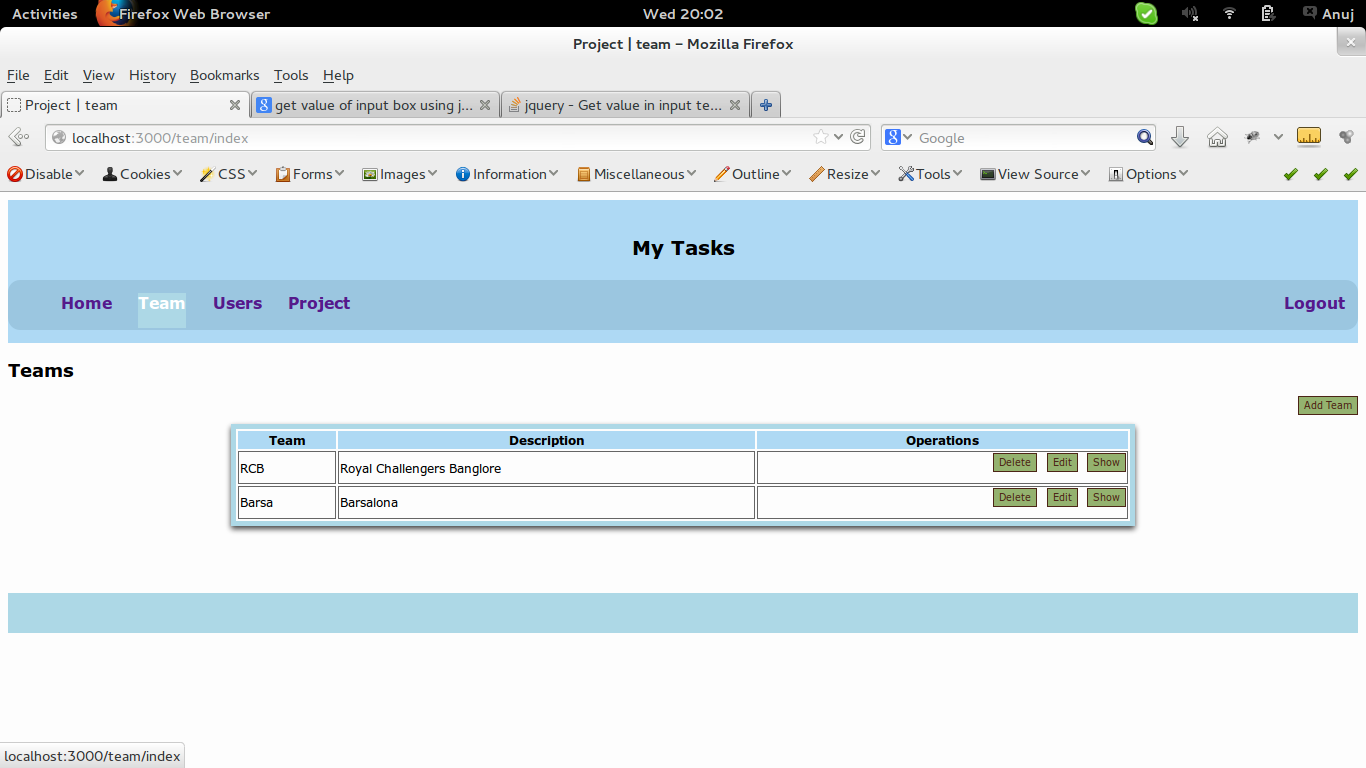 Activities Firefox Web Browser Wed 20:02 Anuj
Project | team - Mozilla Firefox
File Edit View History Bookmarks Tools Help
Project | team get value of input box using j... jquery - Get value in input te...
localhost:3000/team/index Google
Disable Cookies CSS Forms Images Information Miscellaneous Outline Resize Tools View Source Options
My Tasks
Home Team Users Project Logout
Teams
Add Team
Team Description Operations
RCB Royal Challengers Banglore Delete Edit Show
Barsa Barsalona Delete Edit Show
localhost:3000/team/index